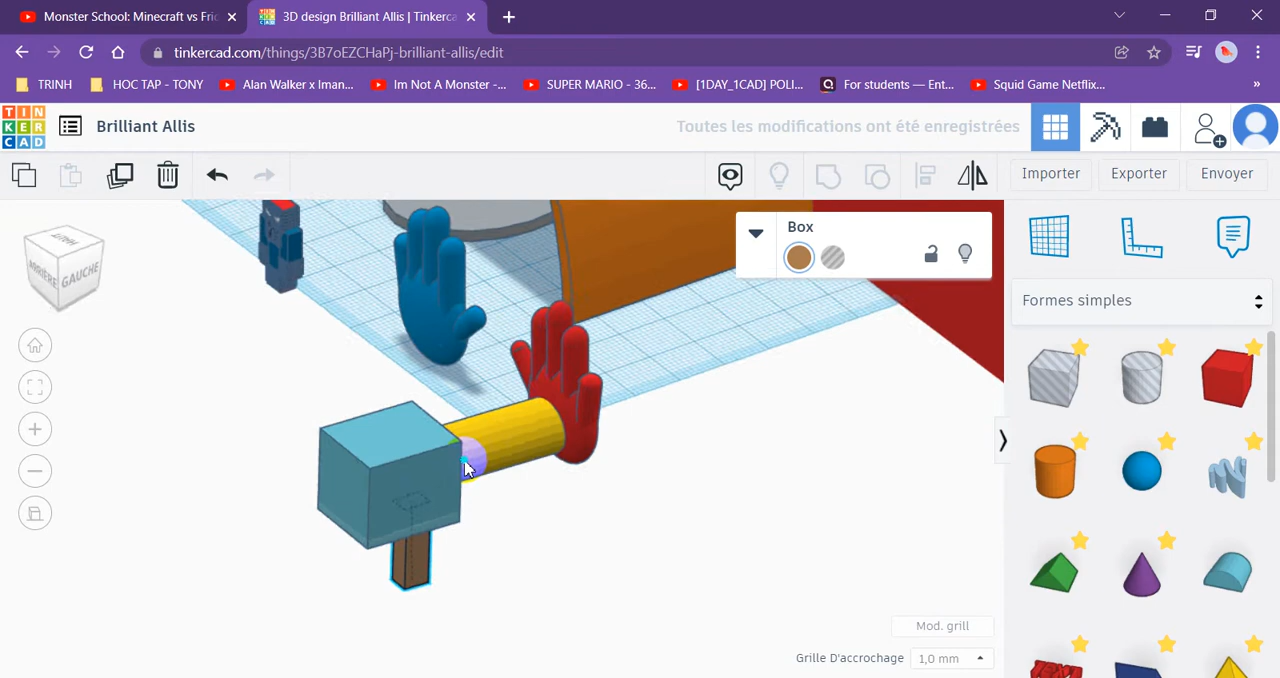 Monster School: Minecraft vs Fric
3D design Brilliant Allis | Tinkerca
tinkercad.com/things/3B7oEZCHaPj-brilliant-allis/edit
TRINH
HOC TAP - TONY
Alan Walker x Iman...
Im Not A Monster -...
SUPER MARIO - 36...
[1DAY_1CAD] POLI...
For students — Ent...
Squid Game Netflix...
»
TIN
KER
CAD
Brilliant Allis
Toutes les modifications ont été enregistrées
Importer
Exporter
Envoyer
Box
HAUT
ARRIÈRE
GAUCHE
Formes simples
Mod. grill
Grille D'accrochage
1,0 mm